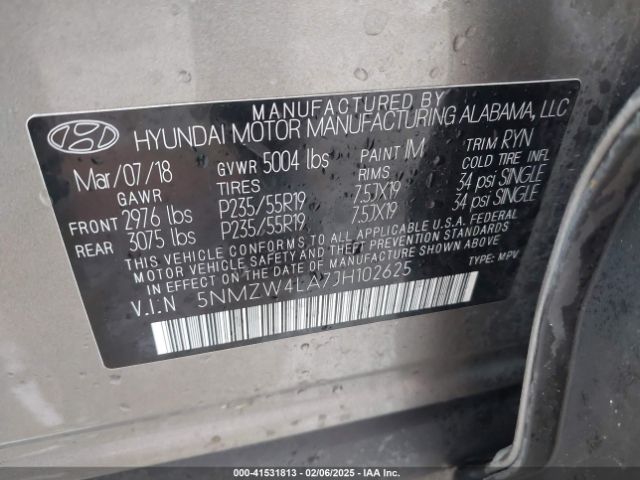 MANUFACTURED BY
HYUNDAI MOTOR MANUFACTURING ALABAMA, LLC
Mar/07/18 GVWR 5004 lbs PAINT IM TRIM RYN
GAWR TIRES RIMS COLD TIRE INFL
FRONT 2976 lbs P235/55R19 7.5JX19 34 psi SINGLE
REAR 3075 lbs P235/55R19 7.5JX19 34 psi SINGLE
THIS VEHICLE CONFORMS TO ALL APPLICABLE U.S.A. FEDERAL
MOTOR VEHICLE SAFETY AND THEFT PREVENTION STANDARDS
IN EFFECT ON THE DATE OF MANUFACTURE SHOWN ABOVE.
V.I.N 5NMZW4LA7JH102625 TYPE: MPV
000-41531813 - 02/06/2025 - IAA Inc.